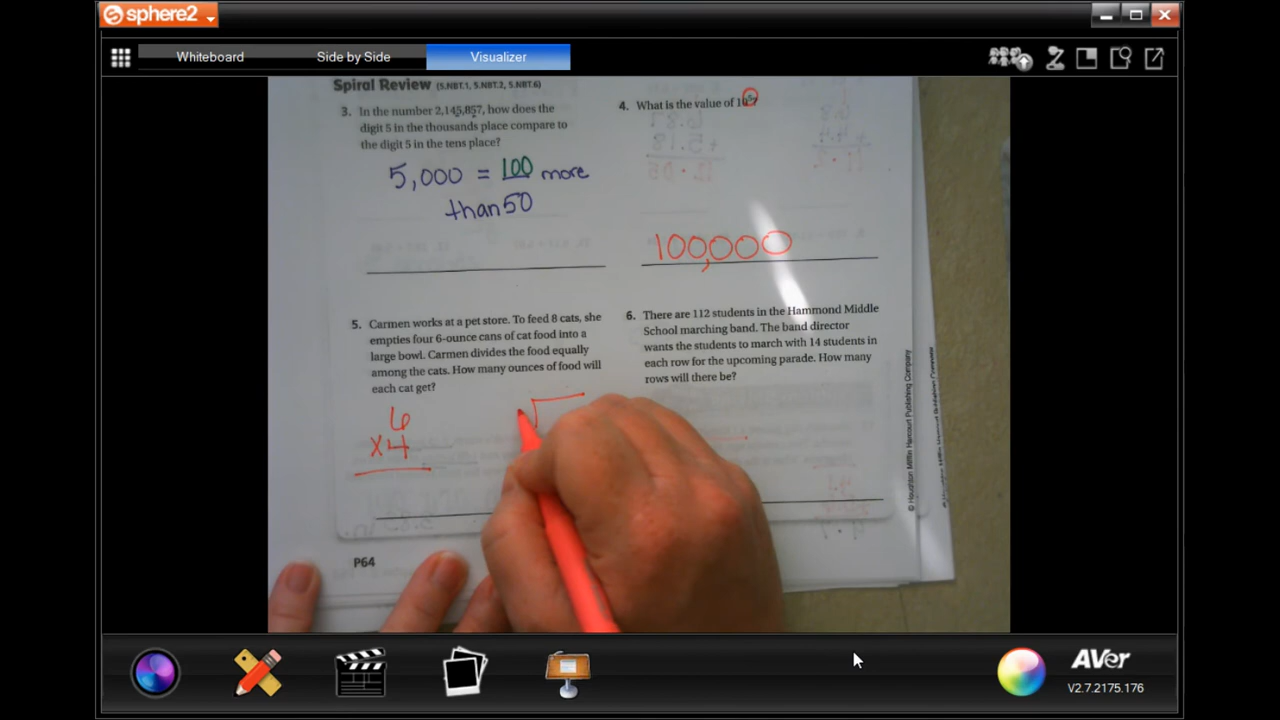 sphere2
Whiteboard
Side by Side
Visualizer
Spiral Review (5.NBT.1, 5.NBT.2, 5.NBT.6)
3. In the number 2,145,857, how does the
digit 5 in the thousands place compare to
the digit 5 in the tens place?
5,000 = 100 more
than 50
4. What is the value of 10⁵?
100,000
5. Carmen works at a pet store. To feed 8 cats, she
empties four 6-ounce cans of cat food into a
large bowl. Carmen divides the food equally
among the cats. How many ounces of food will
each cat get?
6
x4
6. There are 112 students in the Hammond Middle
School marching band. The band director
wants the students to march with 14 students in
each row for the upcoming parade. How many
rows will there be?
© Houghton Mifflin Harcourt Publishing Company
P64
AVer
V2.7.2175.176